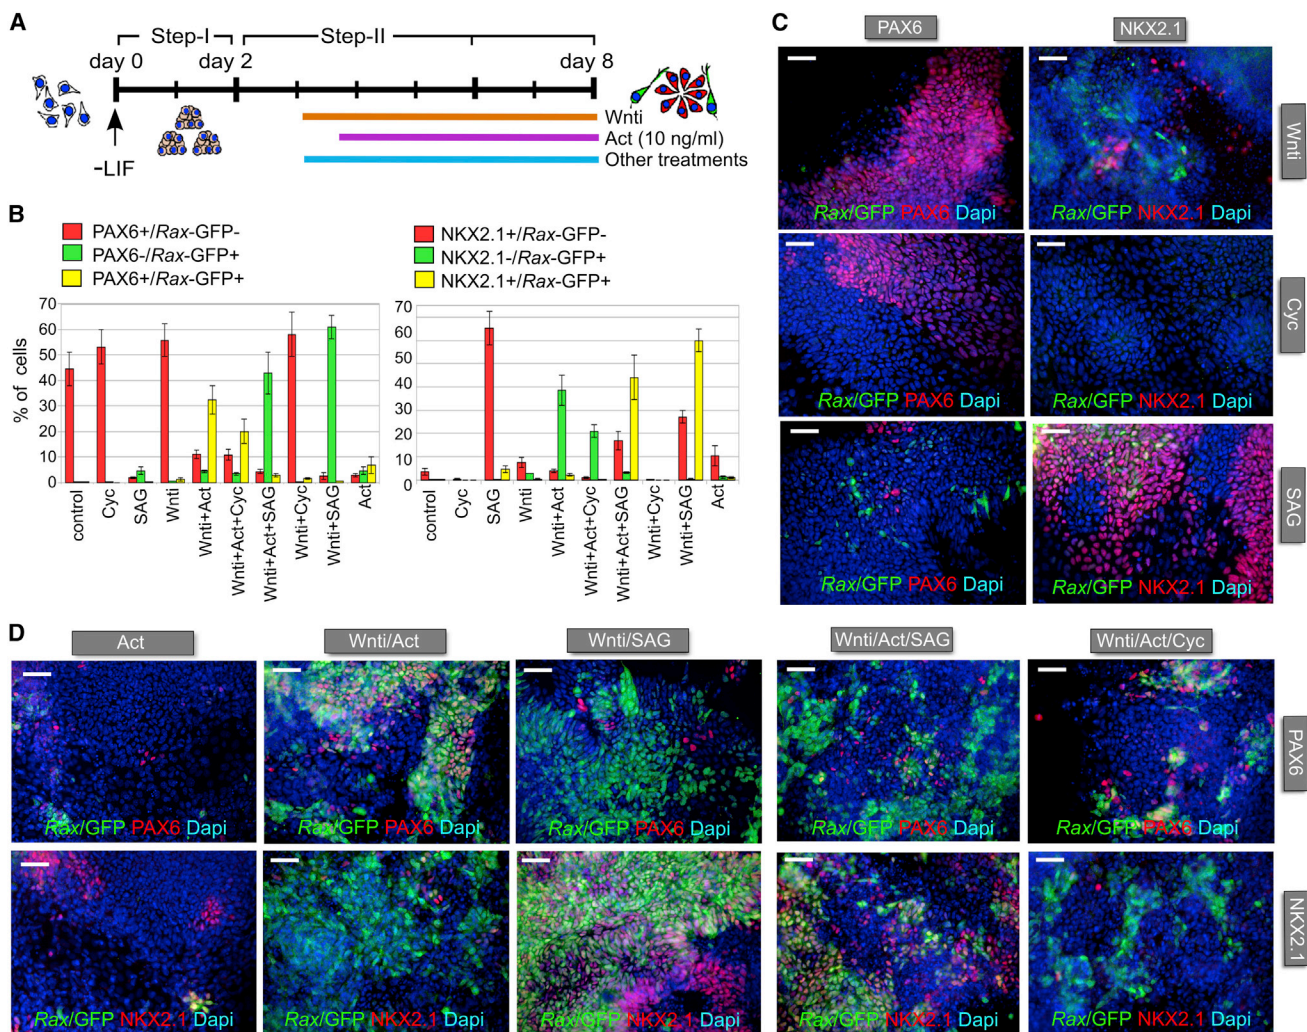 A
Step-I
Step-II
day 0
day 2
day 8
Wnti
Act (10 ng/ml)
Other treatments
-LIF
B
PAX6+/Rax-GFP-
PAX6-/Rax-GFP+
PAX6+/Rax-GFP+
NKX2.1+/Rax-GFP-
NKX2.1-/Rax-GFP+
NKX2.1+/Rax-GFP+
% of cells
70
60
50
40
30
20
10
0
control
Cyc
SAG
Wnti
Wnti+Act
Wnti+Act+Cyc
Wnti+Act+SAG
Wnti+Cyc
Wnti+SAG
Act
70
60
50
40
30
20
10
0
control
Cyc
SAG
Wnti
Wnti+Act
Wnti+Act+Cyc
Wnti+Act+SAG
Wnti+Cyc
Wnti+SAG
Act
C
PAX6
NKX2.1
Wnti
Rax/GFP PAX6 Dapi
Rax/GFP NKX2.1 Dapi
Cyc
Rax/GFP PAX6 Dapi
Rax/GFP NKX2.1 Dapi
SAG
Rax/GFP PAX6 Dapi
Rax/GFP NKX2.1 Dapi
D
Act
Wnti/Act
Wnti/SAG
Wnti/Act/SAG
Wnti/Act/Cyc
PAX6
Rax/GFP PAX6 Dapi
Rax/GFP PAX6 Dapi
Rax/GFP PAX6 Dapi
Rax/GFP PAX6 Dapi
Rax/GFP PAX6 Dapi
NKX2.1
Rax/GFP NKX2.1 Dapi
Rax/GFP NKX2.1 Dapi
Rax/GFP NKX2.1 Dapi
Rax/GFP NKX2.1 Dapi
Rax/GFP NKX2.1 Dapi